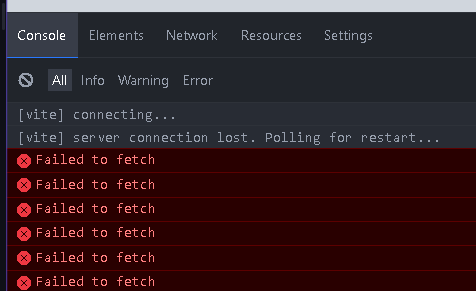 Console Elements Network Resources Settings
All Info Warning Error
[vite] connecting...
[vite] server connection lost. Polling for restart...
Failed to fetch
Failed to fetch
Failed to fetch
Failed to fetch
Failed to fetch
Failed to fetch